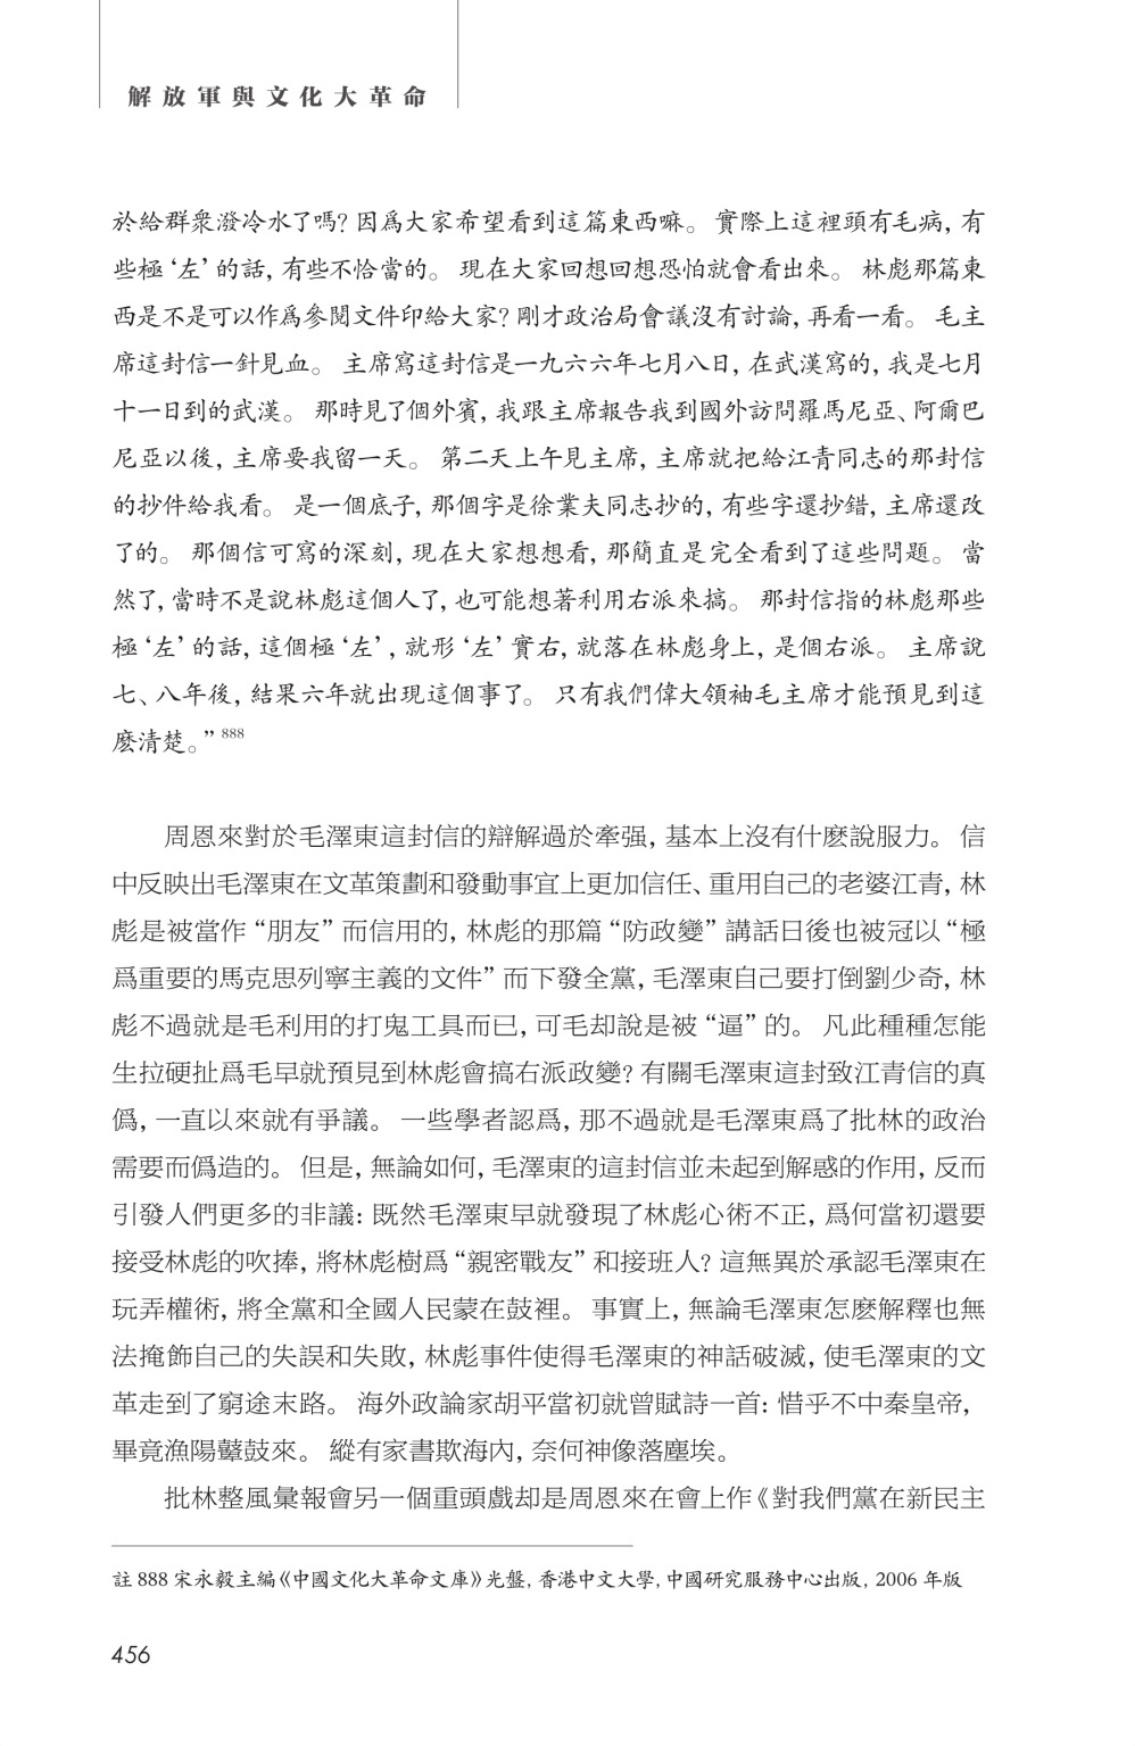 解放軍與文化大革命
於給群衆潑冷水了嗎？因爲大家希望看到這篇東西嘛。實際上這裡頭有毛病，有
些極‘左’的話，有些不恰當的。現在大家回想回想恐怕就會看出來。林彪那篇東
西是不是可以作爲參閱文件印給大家？剛才政治局會議沒有討論，再看一看。毛主
席這封信一針見血。主席寫這封信是一九六六年七月八日，在武漢寫的，我是七月
十一日到的武漢。那時見了個外賓，我跟主席報告我到國外訪問羅馬尼亞、阿爾巴
尼亞以後，主席要我留一天。第二天上午見主席，主席就把給江青同志的那封信
的抄件給我看。是一個底子，那個字是徐業夫同志抄的，有些字還抄錯，主席還改
了的。那個信可寫的深刻，現在大家想想看，那簡直是完全看到了這些問題。當
然了，當時不是說林彪這個人了，也可能想著利用右派來搞。那封信指的林彪那些
極‘左’的話，這個極‘左’，就形‘左’實右，就落在林彪身上，是個右派。主席說
七、八年後，結果六年就出現這個事了。只有我們偉大領袖毛主席才能預見到這
麽清楚。”888
周恩來對於毛澤東這封信的辯解過於牽强，基本上沒有什麽說服力。信
中反映出毛澤東在文革策劃和發動事宜上更加信任、重用自己的老婆江青，林
彪是被當作“朋友”而信用的，林彪的那篇“防政變”講話日後也被冠以“極
爲重要的馬克思列寧主義的文件”而下發全黨，毛澤東自己要打倒劉少奇，林
彪不過就是毛利用的打鬼工具而已，可毛却說是被“逼”的。凡此種種怎能
生拉硬扯爲毛早就預見到林彪會搞右派政變？有關毛澤東這封致江青信的真
僞，一直以來就有爭議。一些學者認爲，那不過就是毛澤東爲了批林的政治
需要而僞造的。但是，無論如何，毛澤東的這封信並未起到解惑的作用，反而
引發人們更多的非議：既然毛澤東早就發現了林彪心術不正，爲何當初還要
接受林彪的吹捧，將林彪樹爲“親密戰友”和接班人？這無異於承認毛澤東在
玩弄權術，將全黨和全國人民蒙在鼓裡。事實上，無論毛澤東怎麽解釋也無
法掩飾自己的失誤和失敗，林彪事件使得毛澤東的神話破滅，使毛澤東的文
革走到了窮途末路。海外政論家胡平當初就曾賦詩一首：惜乎不中秦皇帝，
畢竟漁陽鼙鼓來。縱有家書欺海內，奈何神像落塵埃。
批林整風彙報會另一個重頭戲却是周恩來在會上作《對我們黨在新民主
註 888 宋永毅主編《中國文化大革命文庫》光盤，香港中文大學，中國研究服務中心出版，2006 年版
456